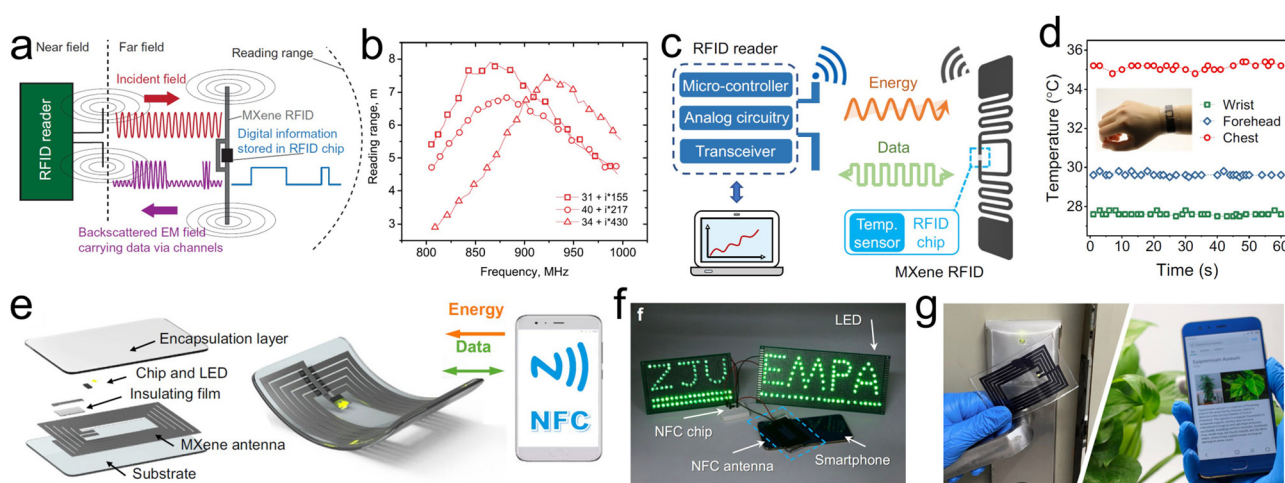 a
Near field
Far field
Reading range
Incident field
RFID reader
MXene RFID
Digital information
stored in RFID chip
Backscattered EM field
carrying data via channels
b
Reading range, m
8
7
6
5
4
3
31 + i*155
40 + i*217
34 + i*430
800
850
900
950
1000
Frequency, MHz
c
RFID reader
Micro-controller
Analog circuitry
Transceiver
Energy
Data
Temp.
sensor
RFID
chip
MXene RFID
d
Temperature (°C)
36
34
32
30
28
Wrist
Forehead
Chest
0
10
20
30
40
50
60
Time (s)
e
Encapsulation layer
Chip and LED
Insulating film
MXene antenna
Substrate
Energy
Data
N
NFC
f
f
LED
ZJU
EMPA
NFC chip
NFC antenna
Smartphone
g